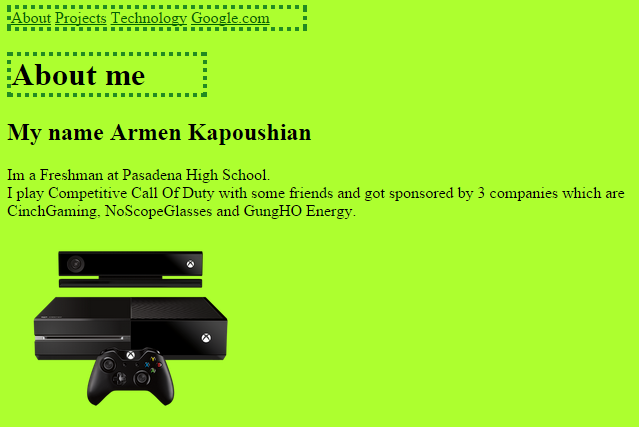 About Projects Technology Google.com
About me
My name Armen Kapoushian
Im a Freshman at Pasadena High School.
I play Competitive Call Of Duty with some friends and got sponsored by 3 companies which are
CinchGaming, NoScopeGlasses and GungHO Energy.